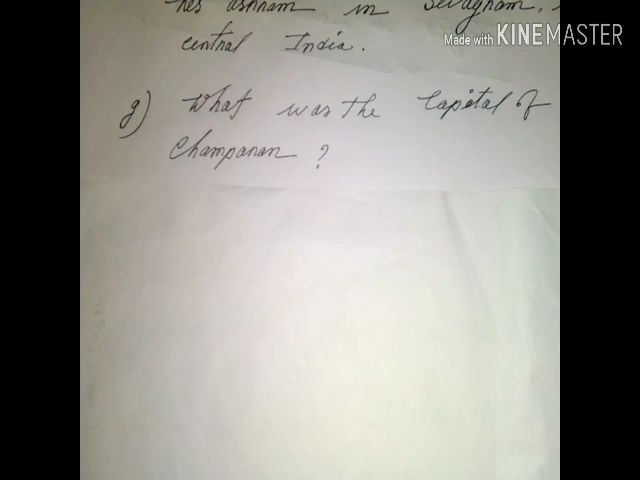 his ashram in Sevagram,
central India.
Made with KINEMASTER
g) What was the Capital of
Champaran ?